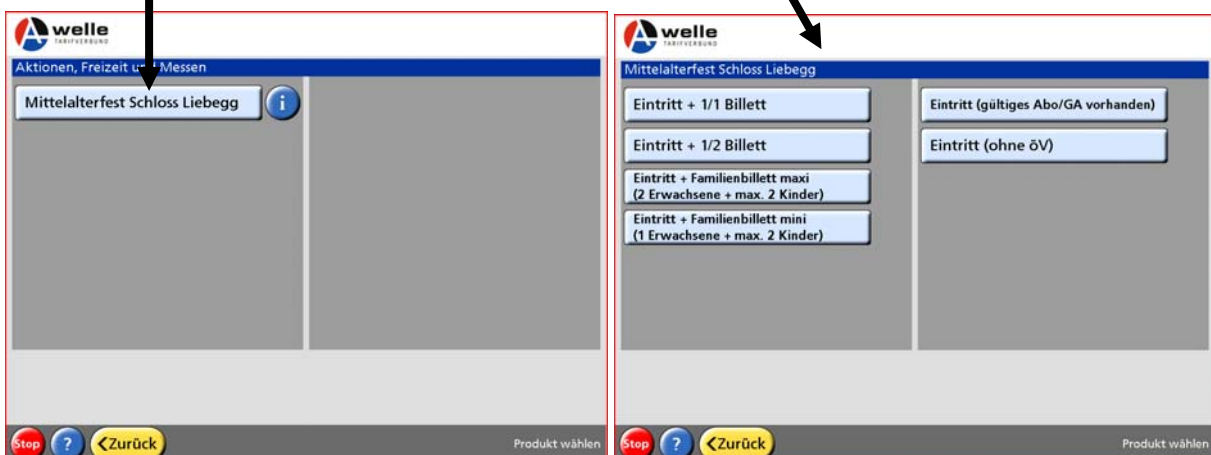 A welle
TARIFVERBUND
Aktionen, Freizeit und Messen
Mittelalterfest Schloss Liebegg
i
Stop
?
<Zurück
Produkt wählen
A welle
TARIFVERBUND
Mittelalterfest Schloss Liebegg
Eintritt + 1/1 Billett
Eintritt + 1/2 Billett
Eintritt + Familienbillett maxi
(2 Erwachsene + max. 2 Kinder)
Eintritt + Familienbillett mini
(1 Erwachsene + max. 2 Kinder)
Eintritt (gültiges Abo/GA vorhanden)
Eintritt (ohne öV)
Stop
?
<Zurück
Produkt wählen